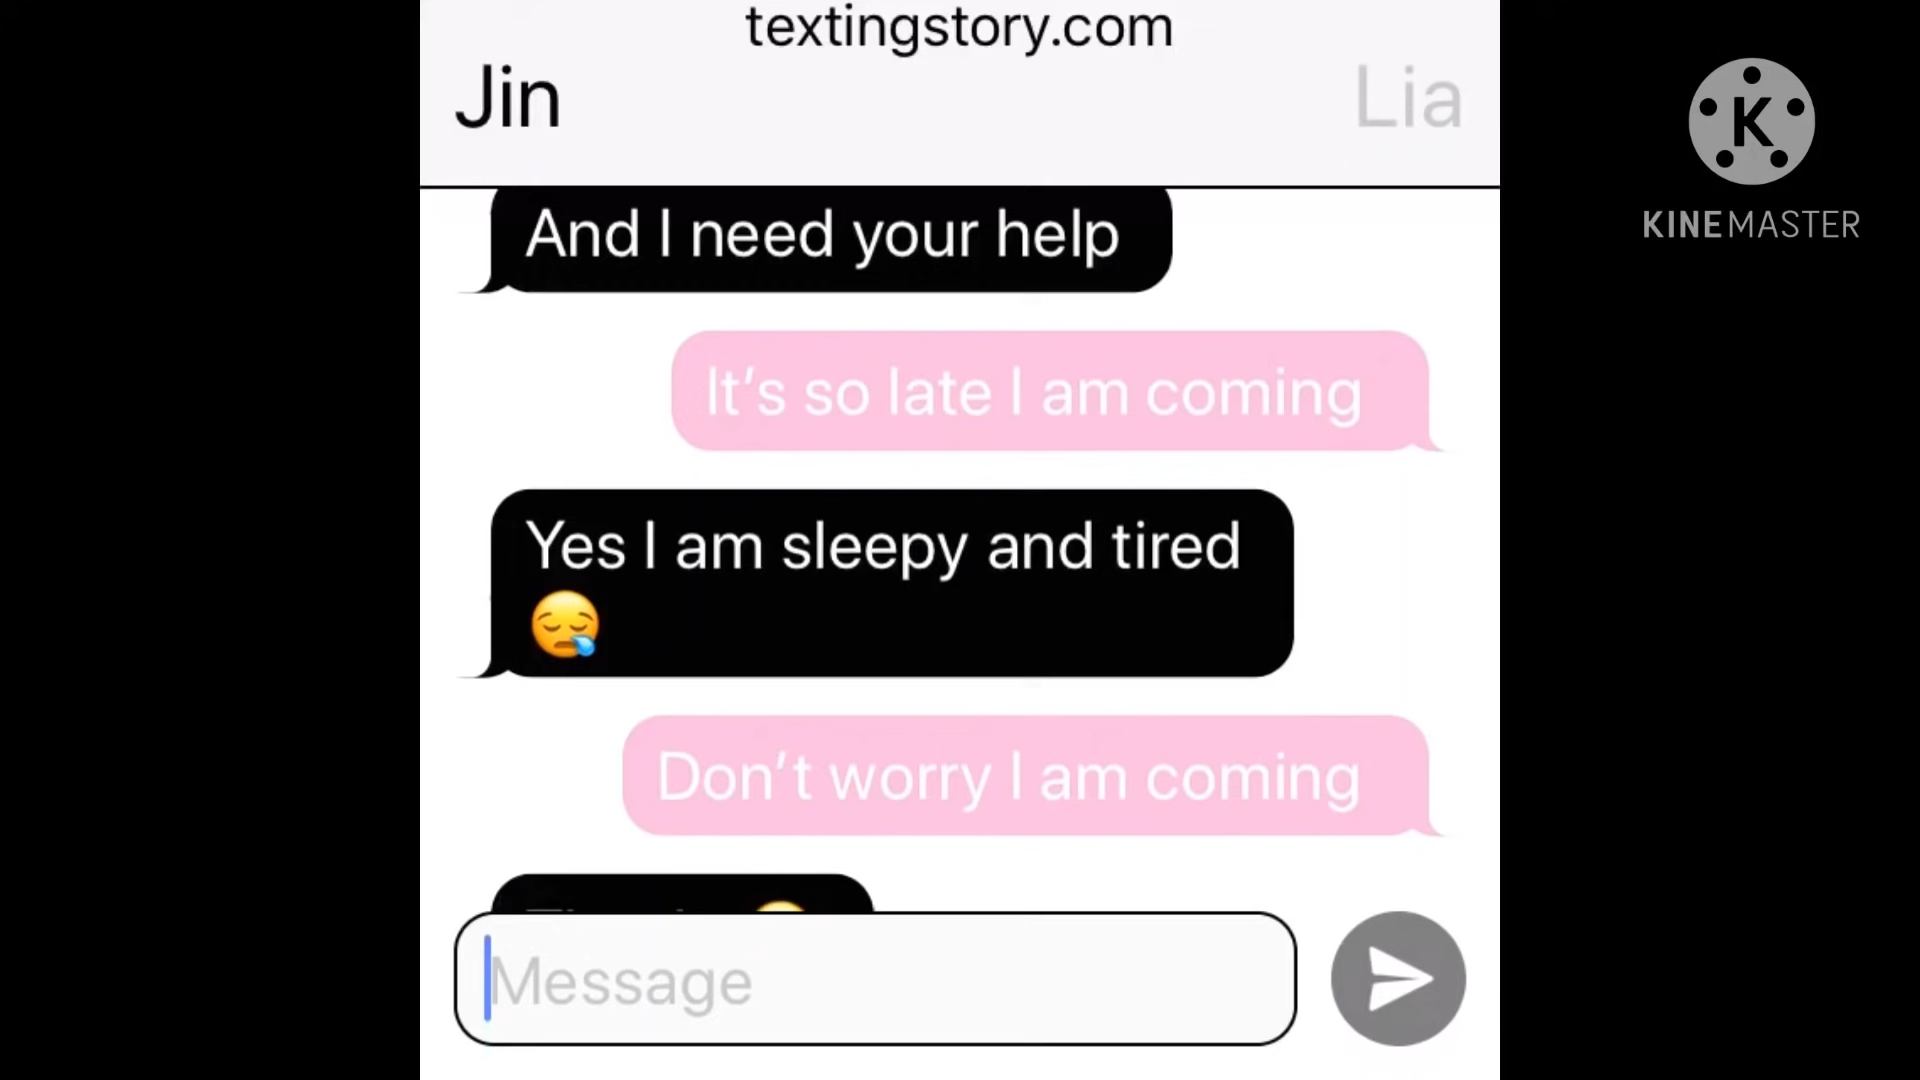 textingstory.com
Jin
Lia
And I need your help
It's so late I am coming
Yes I am sleepy and tired
😪
Don't worry I am coming
Message
K
KINEMASTER